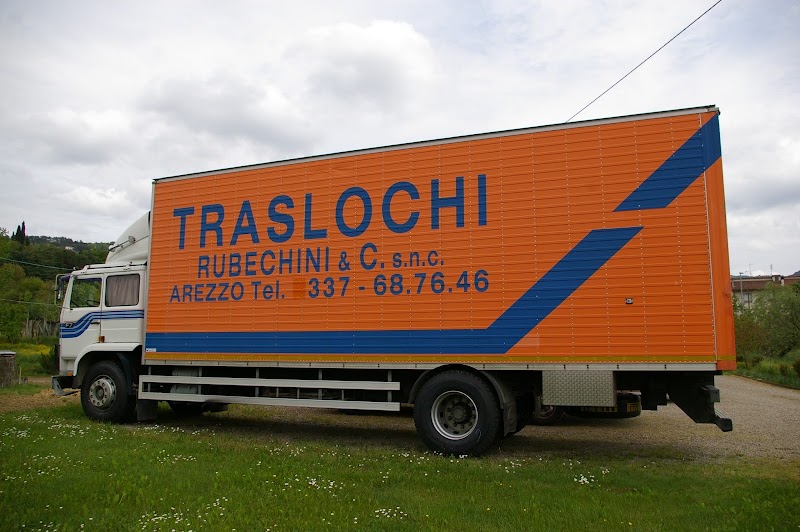 TRASLOCHI
RUBECHINI & C. s.n.c.
AREZZO Tel. 337 - 68.76.46